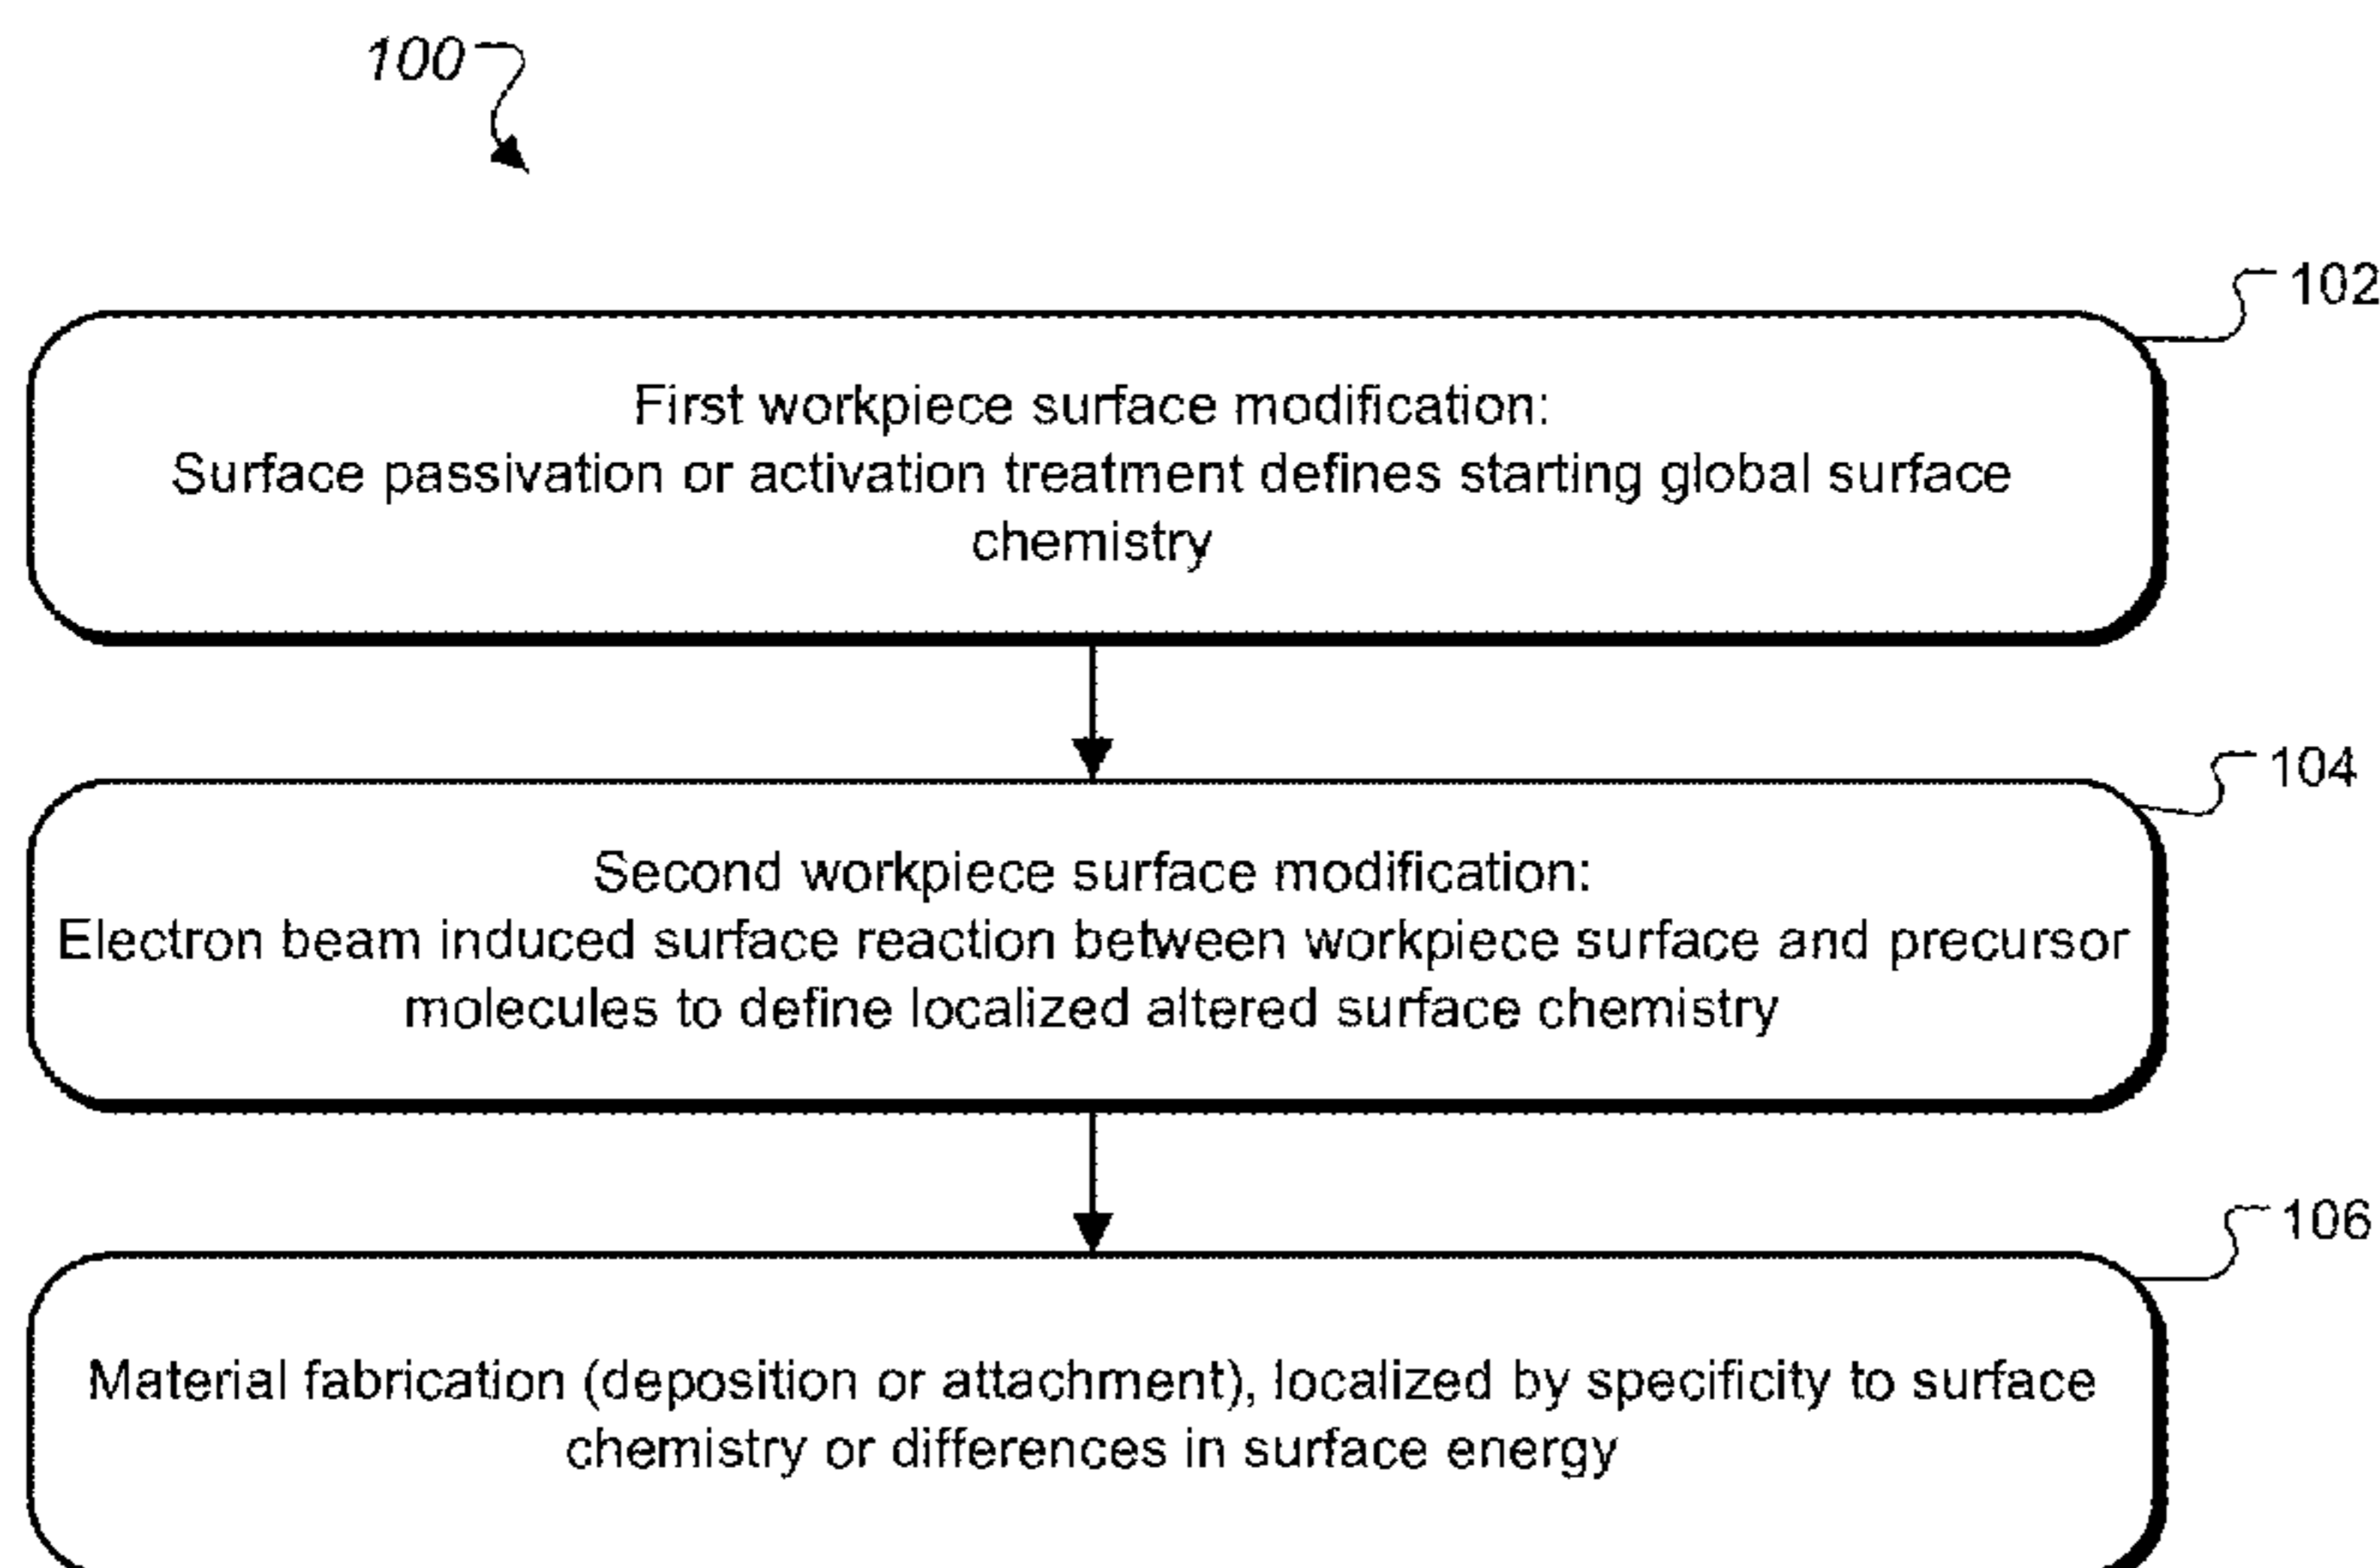 100
102
First workpiece surface modification:
Surface passivation or activation treatment defines starting global surface
chemistry
104
Second workpiece surface modification:
Electron beam induced surface reaction between workpiece surface and precursor
molecules to define localized altered surface chemistry
106
Material fabrication (deposition or attachment), localized by specificity to surface
chemistry or differences in surface energy